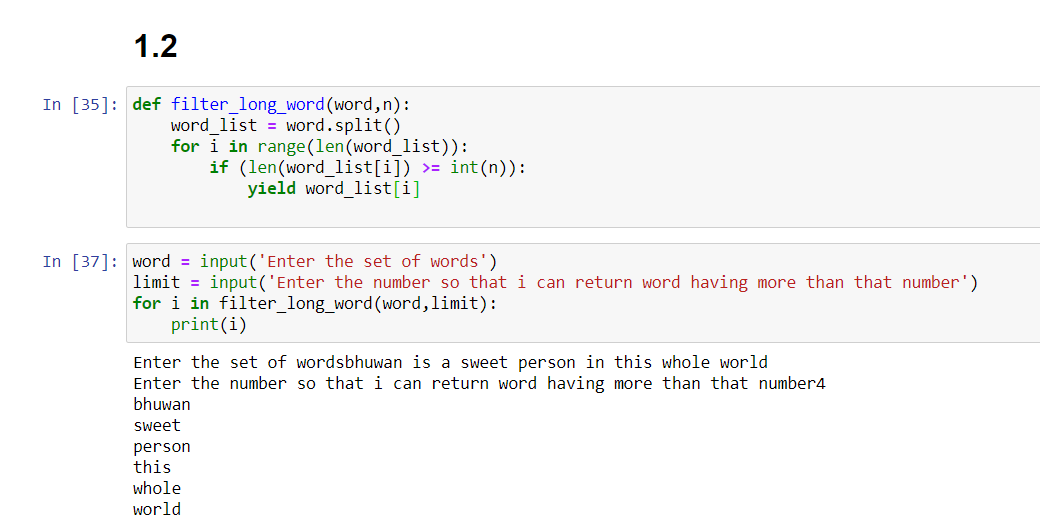 1.2
In [35]: def filter_long_word(word,n):
    word_list = word.split()
    for i in range(len(word_list)):
        if (len(word_list[i]) >= int(n)):
            yield word_list[i]
In [37]: word = input('Enter the set of words')
limit = input('Enter the number so that i can return word having more than that number')
for i in filter_long_word(word,limit):
    print(i)
Enter the set of wordsbhuwan is a sweet person in this whole world
Enter the number so that i can return word having more than that number4
bhuwan
sweet
person
this
whole
world